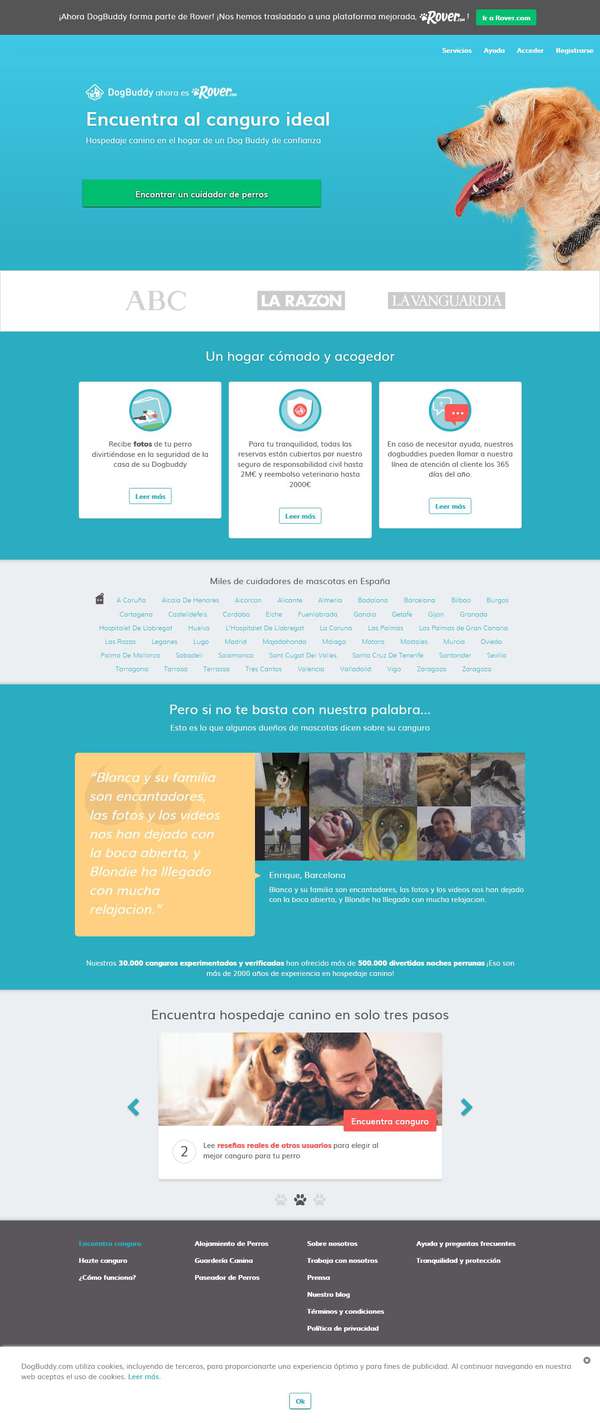 ¡Ahora DogBuddy forma parte de Rover! ¡Nos hemos trasladado a una plataforma mejorada, Rover.com ! Ir a Rover.com
Servicios Ayuda Acceder Registrarse
DogBuddy ahora es Rover.com
Encuentra al canguro ideal
Hospedaje canino en el hogar de un Dog Buddy de confianza
Encontrar un cuidador de perros
ABC LA RAZON LA VANGUARDIA
Un hogar cómodo y acogedor
Recibe fotos de tu perro
divirtiéndose en la seguridad de la
casa de su Dogbuddy
Leer más
Para tu tranquilidad, todas las
reservas están cubiertas por nuestro
seguro de responsabilidad civil hasta
2M€ y reembolso veterinario hasta
2000€
Leer más
En caso de necesitar ayuda, nuestros
dogbuddies pueden llamar a nuestra
línea de atención al cliente los 365
días del año
Leer más
Miles de cuidadores de mascotas en España
A Coruña Alcala De Henares Alcorcon Alicante Almeria Badalona Barcelona Bilbao Burgos
Cartagena Castelldefels Cordoba Elche Fuenlabrada Gandia Getafe Gijon Granada
Hospitalet De Llobregat Huelva L'Hospitalet De Llobregat La Coruna Las Palmas Las Palmas de Gran Canaria
Las Rozas Leganes Lugo Madrid Majadahonda Málaga Mataro Mostoles Murcia Oviedo
Palma De Mallorca Sabadell Salamanca Sant Cugat Del Valles Santa Cruz De Tenerife Santander Sevilla
Tarragona Tarrasa Terrassa Tres Cantos Valencia Valladolid Vigo Zaragoza Zaragoza
Pero si no te basta con nuestra palabra...
Esto es lo que algunos dueños de mascotas dicen sobre su canguro
“Blanca y su familia
son encantadores,
las fotos y los videos
nos han dejado con
la boca abierta, y
Blondie ha lllegado
con mucha
relajacion.”
Enrique, Barcelona
Blanca y su familia son encantadores, las fotos y los videos nos han dejado
con la boca abierta, y Blondie ha lllegado con mucha relajacion.
Nuestros 30.000 canguros experimentados y verificados han ofrecido más de 500.000 divertidas noches perrunas ¡Eso son
más de 2000 años de experiencia en hospedaje canino!
Encuentra hospedaje canino en solo tres pasos
Encuentra canguro
2
Lee reseñas reales de otros usuarios para elegir al
mejor canguro para tu perro
Encuentra canguro
Hazte canguro
¿Cómo funciona?
Alojamiento de Perros
Guardería Canina
Paseador de Perros
Sobre nosotros
Trabaja con nosotros
Prensa
Nuestro blog
Términos y condiciones
Política de privacidad
Ayuda y preguntas frecuentes
Tranquilidad y protección
DogBuddy.com utiliza cookies, incluyendo de terceros, para proporcionarte una experiencia óptima y para fines de publicidad. Al continuar navegando en nuestra
web aceptas el uso de cookies. Leer más.
Ok